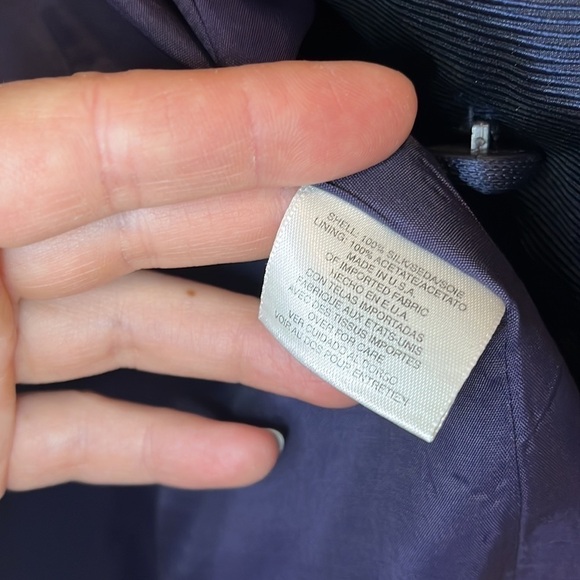 SHELL: 100% SILK/SEDA/SOIE
LINING: 100% ACETATE/ACETATO
MADE IN U.S.A.
OF IMPORTED FABRIC
HECHO EN E.U.A.
CON TELAS IMPORTADAS
FABRIQUE AUX ETATS-UNIS
AVEC DES TISSUS IMPORTES
OVER FOR CARE
VER CUIDADO AL DORSO
VOIR AL DOS POUR ENTRETIEN